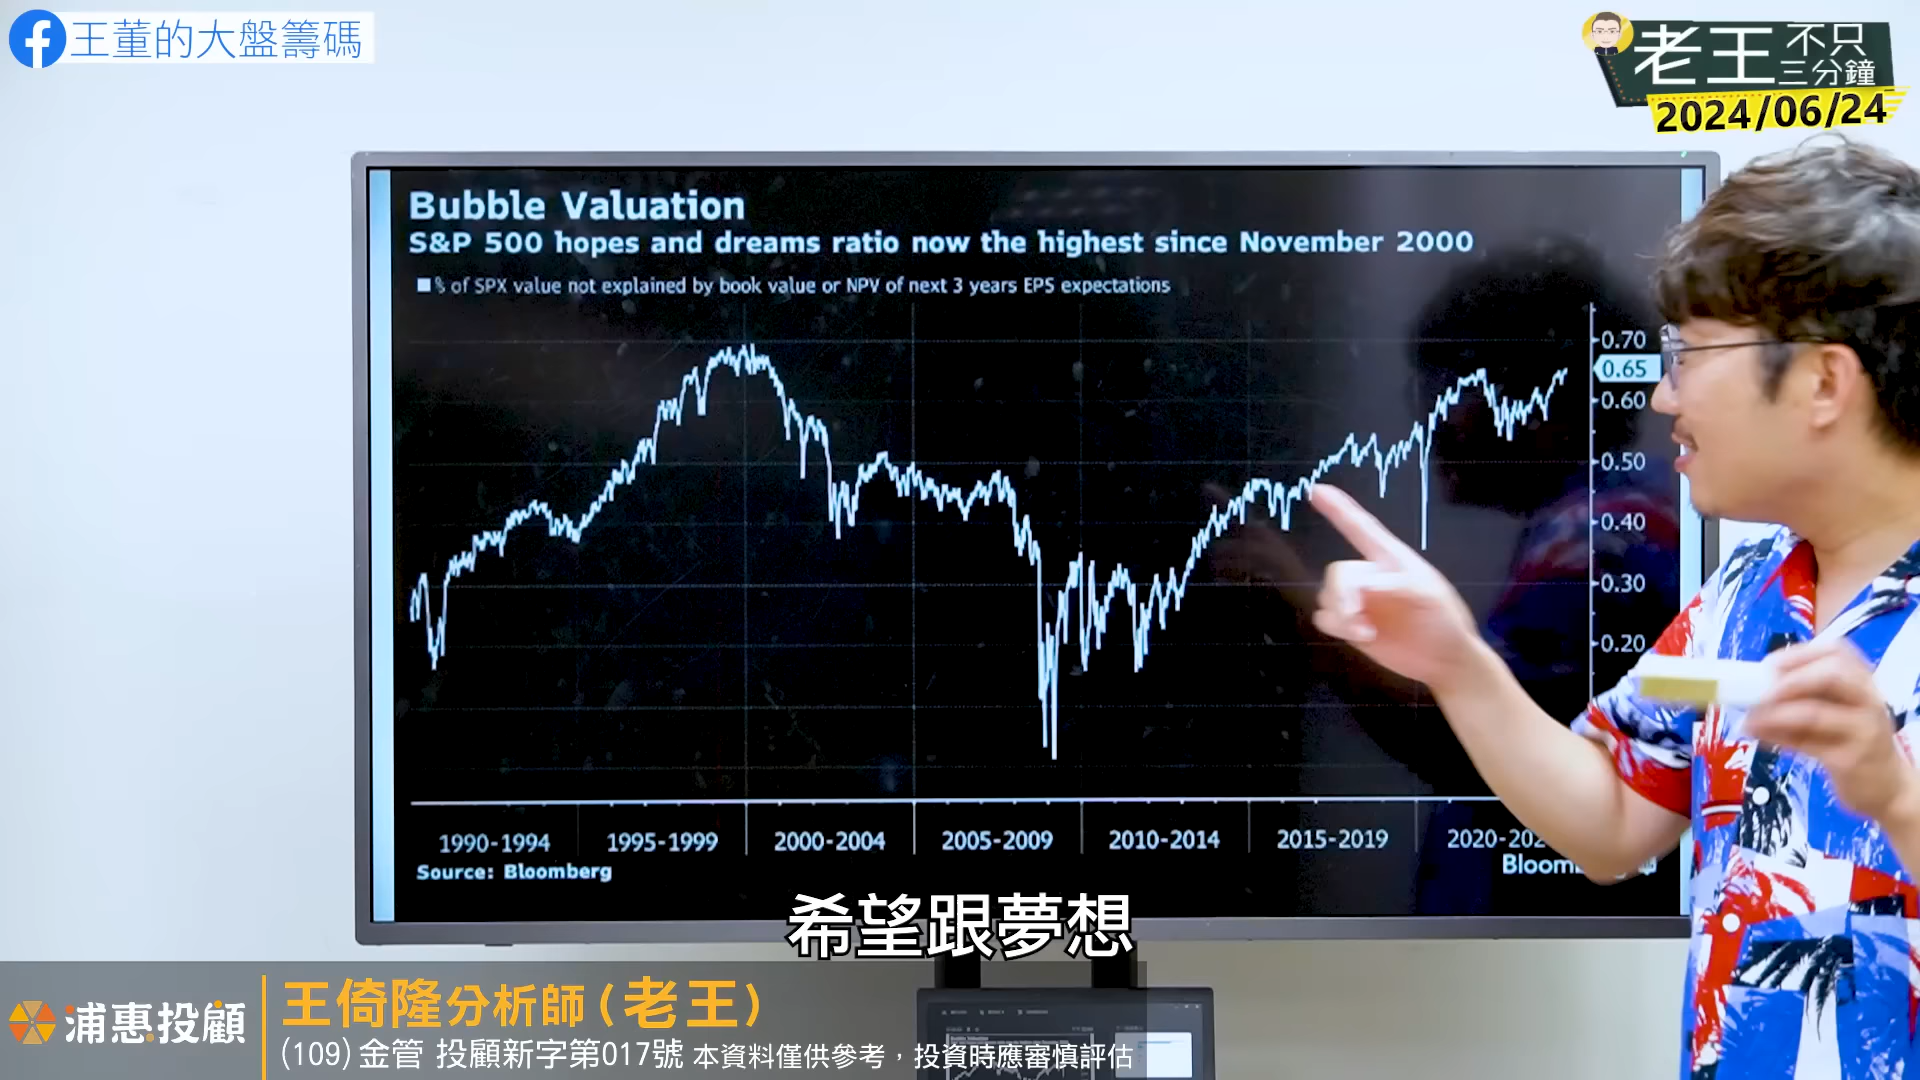 王董的大盤籌碼
老王 不只三分鐘
2024/06/24
Bubble Valuation
S&P 500 hopes and dreams ratio now the highest since November 2000
% of SPX value not explained by book value or NPV of next 3 years EPS expectations
0.70
0.65
0.60
0.50
0.40
0.30
0.20
1990-1994 1995-1999 2000-2004 2005-2009 2010-2014 2015-2019 2020-202
Source: Bloomberg
Bloom
希望跟夢想
浦惠投顧
王倚隆分析師(老王)
(109)金管 投顧新字第017號 本資料僅供參考，投資時應審慎評估